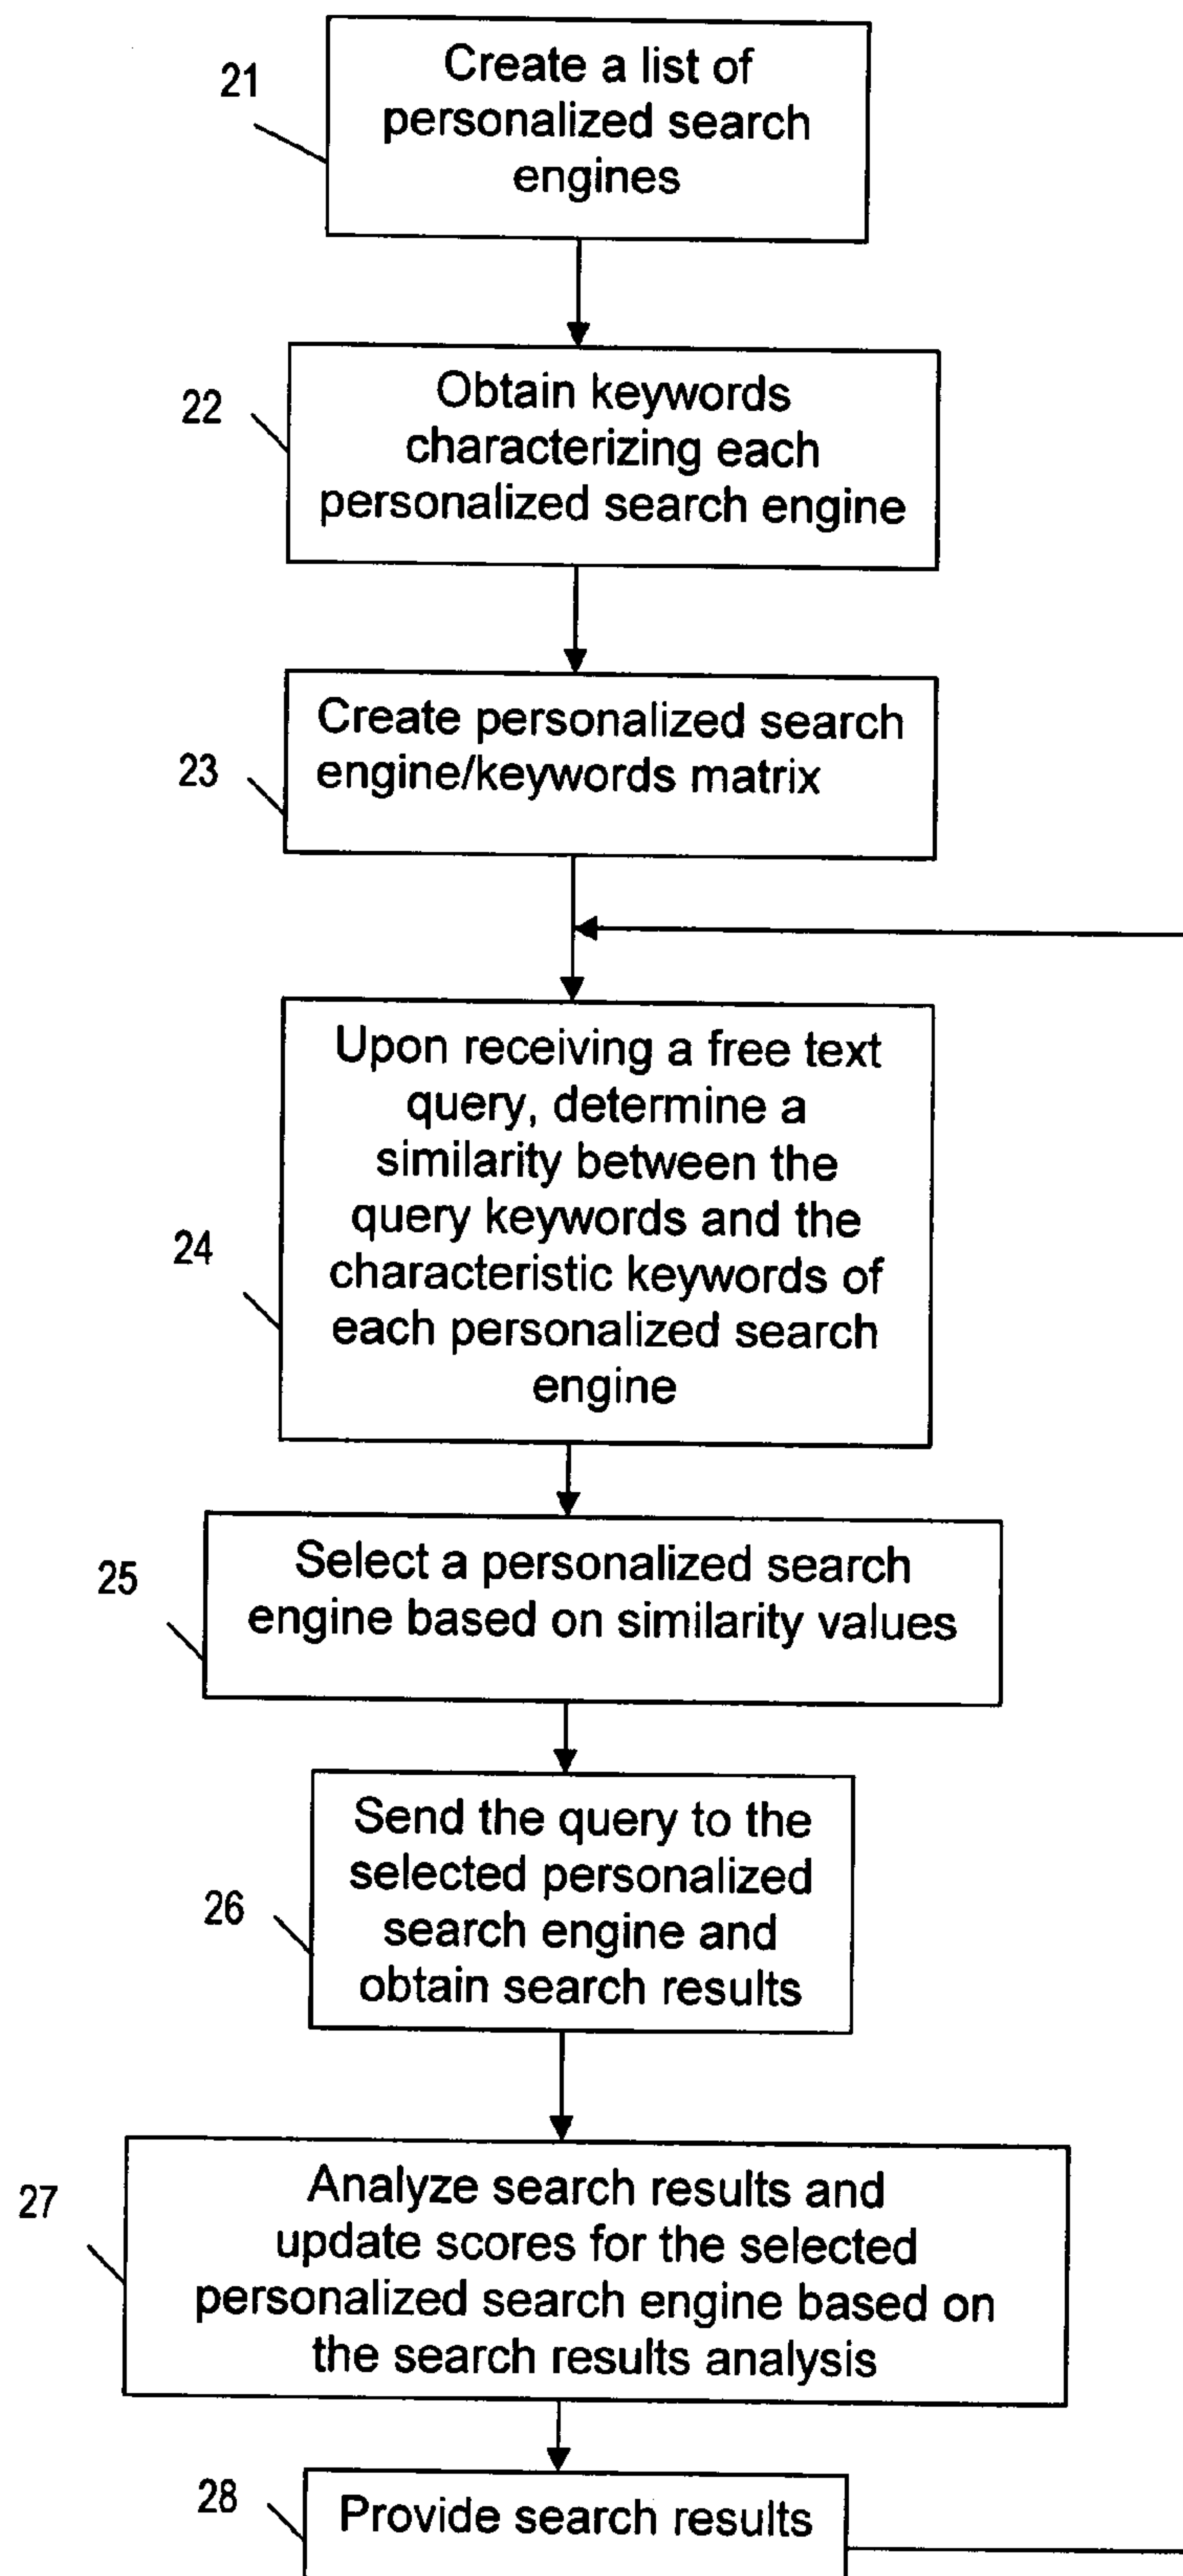 21
Create a list of
personalized search
engines
22
Obtain keywords
characterizing each
personalized search engine
23
Create personalized search
engine/keywords matrix
24
Upon receiving a free text
query, determine a
similarity between the
query keywords and the
characteristic keywords of
each personalized search
engine
25
Select a personalized search
engine based on similarity values
26
Send the query to the
selected personalized
search engine and
obtain search results
27
Analyze search results and
update scores for the selected
personalized search engine based on
the search results analysis
28
Provide search results